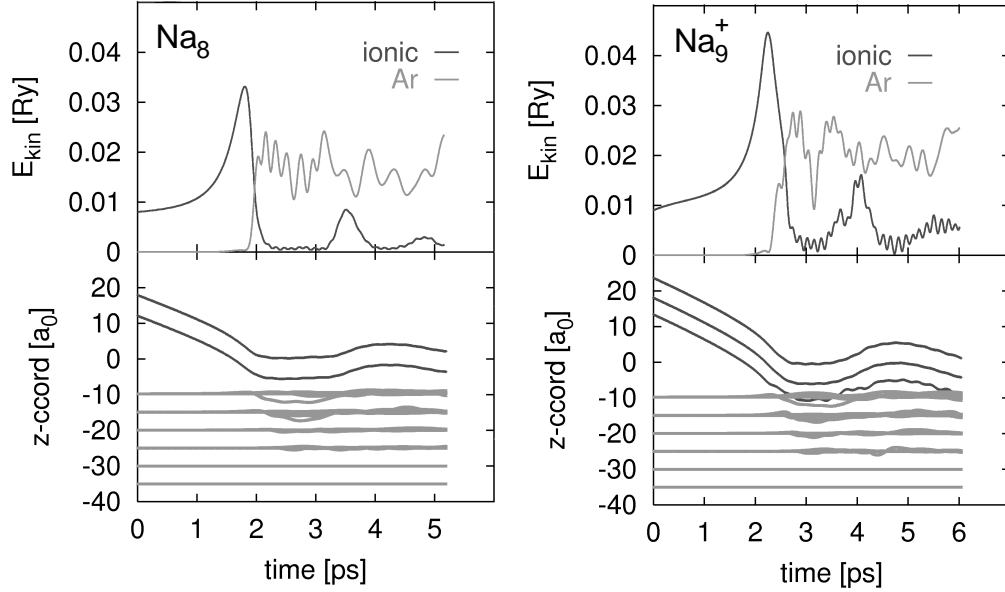 Na8
ionic
Ar
Ekin [Ry]
0.04
0.03
0.02
0.01
0
z-ccord [a0]
20
10
0
-10
-20
-30
-40
0 1 2 3 4 5
time [ps]
Na9+
ionic
Ar
Ekin [Ry]
0.04
0.03
0.02
0.01
0
z-ccord [a0]
20
10
0
-10
-20
-30
-40
0 1 2 3 4 5 6
time [ps]